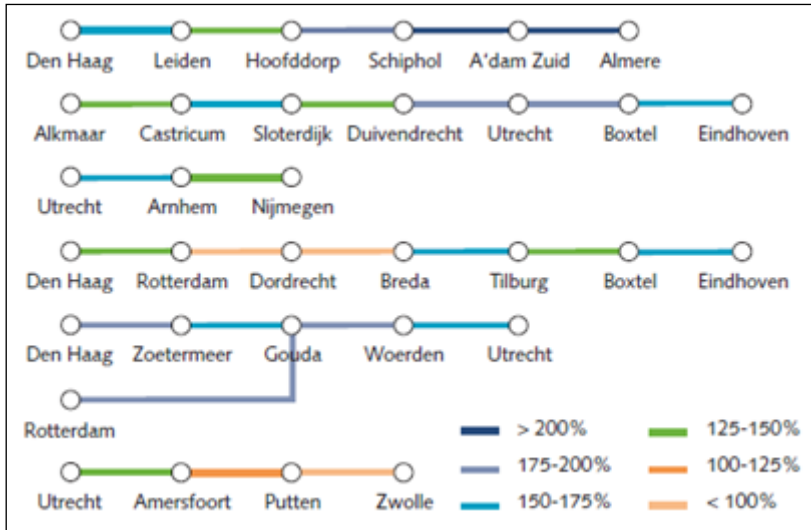 Den Haag Leiden Hoofddorp Schiphol A'dam Zuid Almere
Alkmaar Castricum Sloterdijk Duivendrecht Utrecht Boxtel Eindhoven
Utrecht Arnhem Nijmegen
Den Haag Rotterdam Dordrecht Breda Tilburg Boxtel Eindhoven
Den Haag Zoetermeer Gouda Woerden Utrecht
Rotterdam
> 200% 125-150%
175-200% 100-125%
150-175% < 100%
Utrecht Amersfoort Putten Zwolle